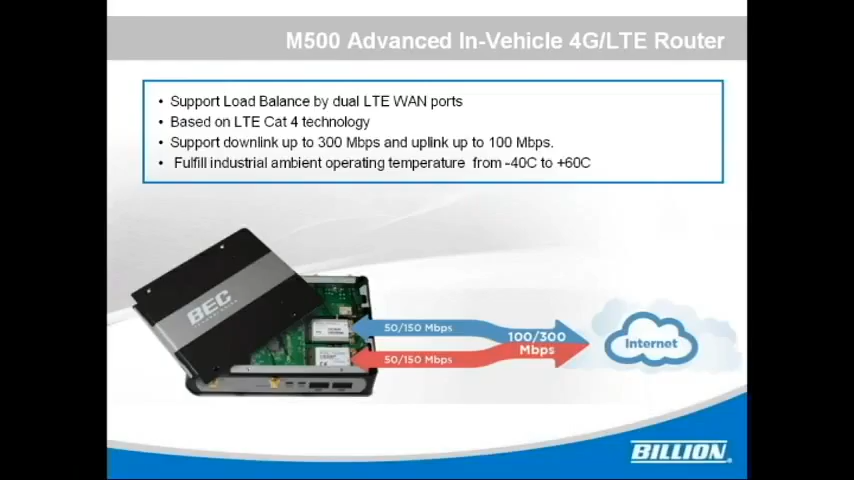 M500 Advanced In-Vehicle 4G/LTE Router
• Support Load Balance by dual LTE WAN ports
• Based on LTE Cat 4 technology
• Support downlink up to 300 Mbps and uplink up to 100 Mbps.
• Fulfill industrial ambient operating temperature from -40C to +60C
BEC
50/150 Mbps
50/150 Mbps
100/300
Mbps
Internet
BILLION